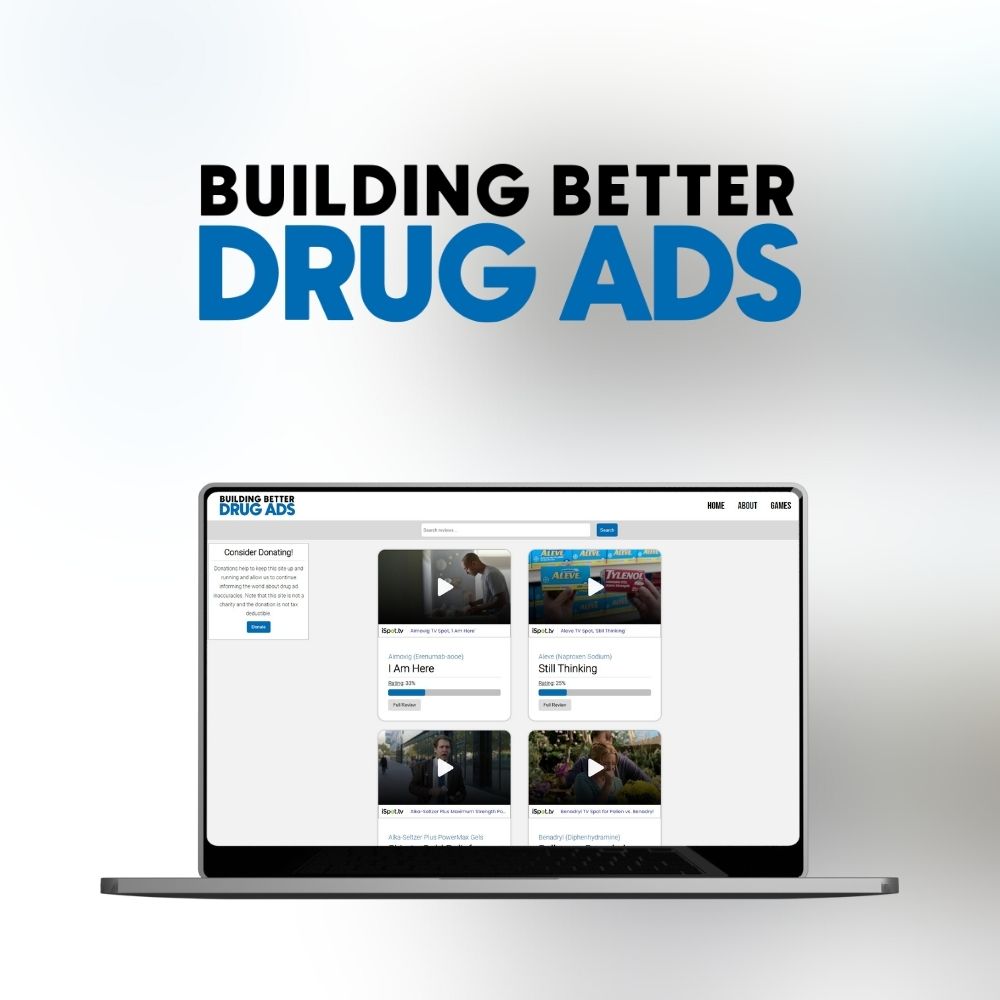 BUILDING BETTER
DRUG ADS
BUILDING BETTER
DRUG ADS
HOME ABOUT GAMES
Search reviews ...
Search
Consider Donating!
Donations help to keep this site up and
running and allow us to continue
informing the world about drug ad
inaccuracies. Note that this site is not a
charity and the donation is not tax
deductible.
Donate
iSpot.tv Aimovig TV Spot, 'I Am Here'
Aimovig (Erenumab-aooe)
I Am Here
Rating: 33%
Full Review
ALEVE
ALEVE
ALEVE
TYLENOL
iSpot.tv Aleve TV Spot, 'Still Thinking'
Aleve (Naproxen Sodium)
Still Thinking
Rating: 25%
Full Review
iSpot.tv Alka-Seltzer Plus Maximum Strength Po...
Alka-Seltzer Plus PowerMax Gels
iSpot.tv Benadryl TV Spot for Pollen vs. Benadryl
Benadryl (Diphenhydramine)